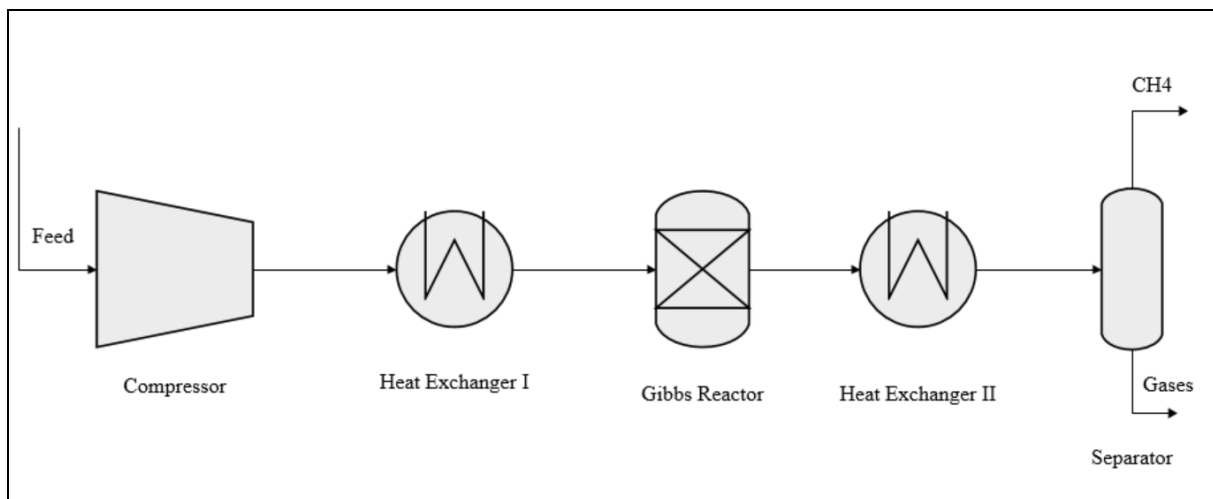 CH4
Feed
Compressor
Heat Exchanger I
Gibbs Reactor
Heat Exchanger II
Gases
Separator